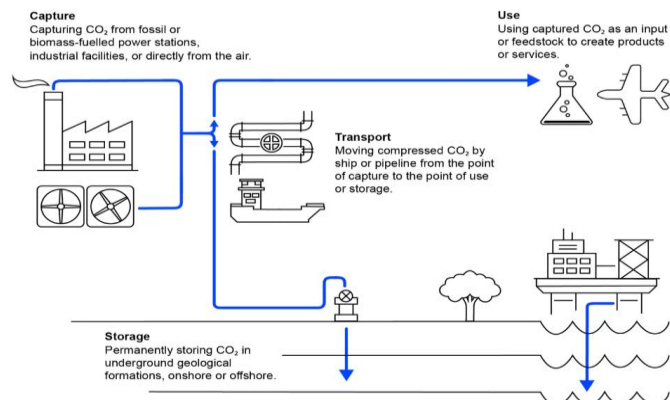 Capture
Capturing CO₂ from fossil or
biomass-fuelled power stations,
industrial facilities, or directly from the air.
Use
Using captured CO₂ as an input
or feedstock to create products
or services.
Transport
Moving compressed CO₂ by
ship or pipeline from the point
of capture to the point of use
or storage.
Storage
Permanently storing CO₂ in
underground geological
formations, onshore or offshore.